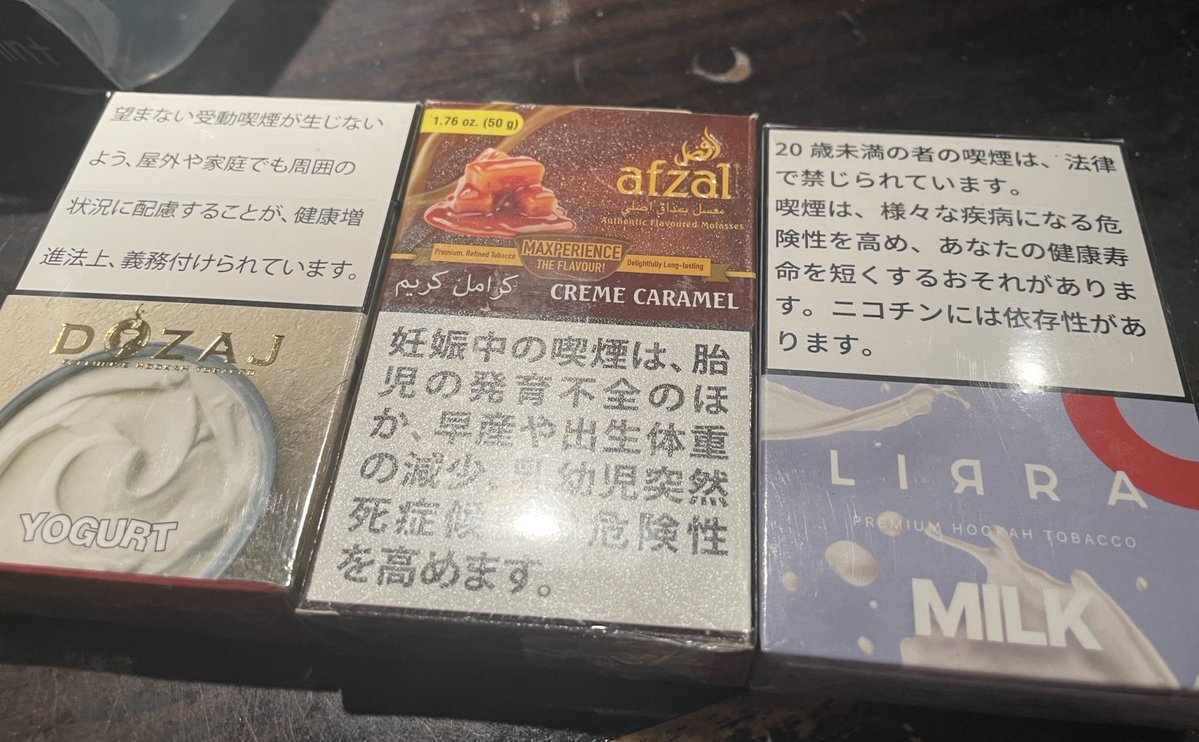 望まない受動喫煙が生じない
よう、屋外や家庭でも周囲の
状況に配慮することが、健康増
進法上、義務付けられています。
DOZAJ
EXCLUSIVE HOOKAH TOBACCO
YOGURT
1.76 oz. (50 g)
افضل
afzal
معسل بمذاق أصلي
Authentic Flavoured Molasses
Premium, Refined Tobacco
MAXPERIENCE
THE FLAVOUR!
Delightfully Long-lasting
كرامل كريم
CREME CARAMEL
妊娠中の喫煙は、胎
児の発育不全のほ
か、早産や出生体重
の減少、乳幼児突然
死症候 危険性
を高めます。
20 歳未満の者の喫煙は、法律
で禁じられています。
喫煙は、様々な疾病になる危
険性を高め、あなたの健康寿
命を短くするおそれがありま
す。ニコチンには依存性があ
ります。
LIЯRA
PREMIUM HOOKAH TOBACCO
MILK